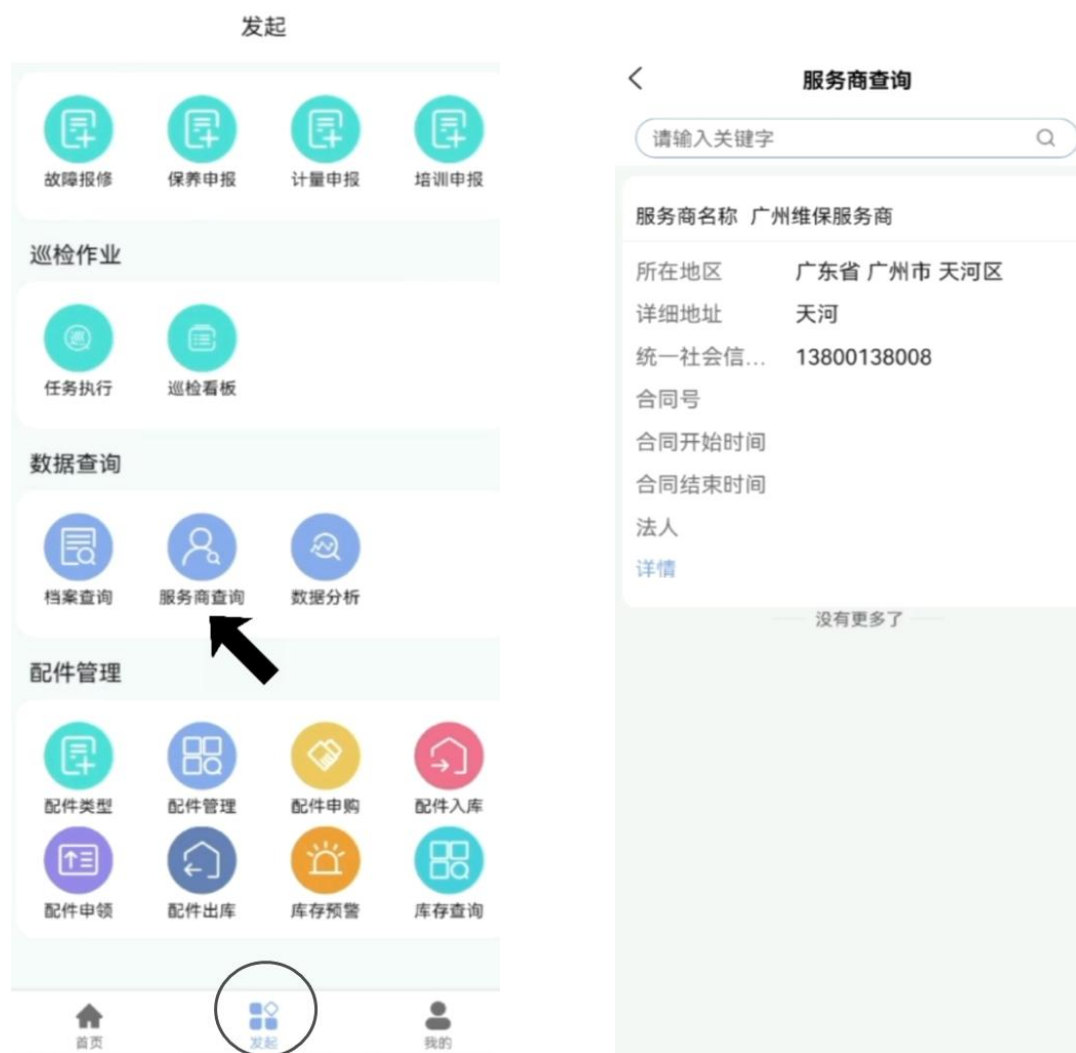 发起
故障报修 保养申报 计量申报 培训申报
巡检作业
巡
任务执行 巡检看板
数据查询
档案查询 服务商查询 数据分析
配件管理
配件类型 配件管理 配件申购 配件入库
配件申领 配件出库 库存预警 库存查询
首页 发起 我的
服务商查询
请输入关键字
服务商名称 广州维保服务商
所在地区 广东省 广州市 天河区
详细地址 天河
统一社会信... 13800138008
合同号
合同开始时间
合同结束时间
法人
详情
没有更多了